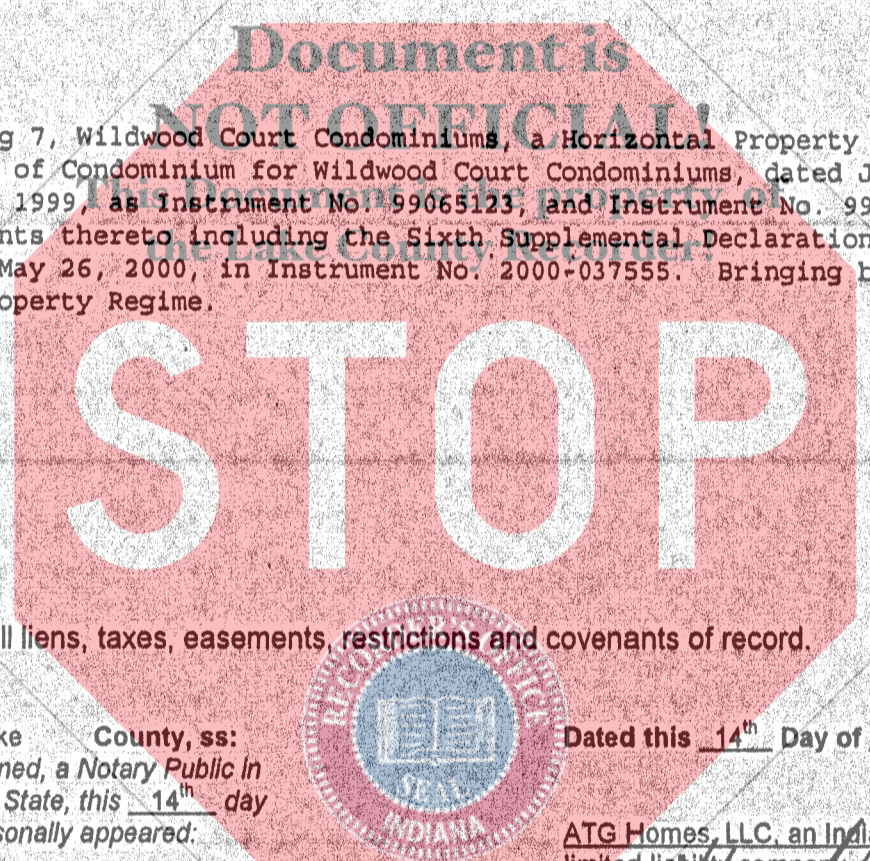 Document is
NOT OFFICIAL!
g 7, Wildwood Court Condominiums, a Horizontal Property
of Condominium for Wildwood Court Condominiums, dated J
This Document is the property of
1999, as Instrument No. 99065123, and Instrument No. 99
nts thereto including the Sixth Supplemental Declaration
the Lake County Recorder!
May 26, 2000, in Instrument No. 2000-037555. Bringing b
operty Regime.
STOP
ll liens, taxes, easements, restrictions and covenants of record.
RECORDER'S OFFICE
SEAL
INDIANA
ke County, ss:
ned, a Notary Public in
State, this 14th day
sonally appeared:
Dated this 14th Day of
ATG Homes, LLC, an India
limited liability company